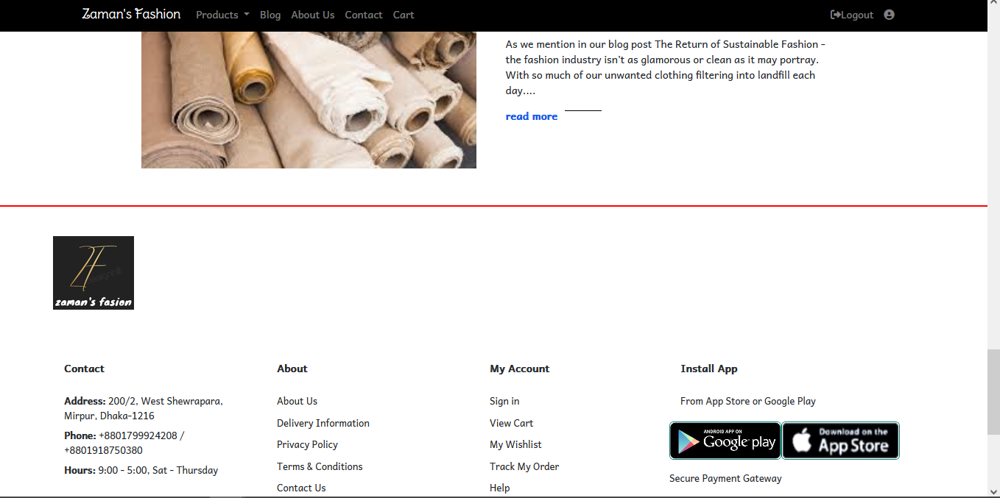 Zaman's Fashion Products Blog About Us Contact Cart Logout
As we mention in our blog post The Return of Sustainable Fashion -
the fashion industry isn’t as glamorous or clean as it may portray.
With so much of our unwanted clothing filtering into landfill each
day....
read more
zaman's fasion
Contact
Address: 200/2, West Shewrapara,
Mirpur, Dhaka-1216
Phone: +8801799924208 /
+8801918750380
Hours: 9:00 - 5:00, Sat - Thursday
About
About Us
Delivery Information
Privacy Policy
Terms & Conditions
Contact Us
My Account
Sign in
View Cart
My Wishlist
Track My Order
Help
Install App
From App Store or Google Play
ANDROID APP ON
Google play
Download on the
App Store
Secure Payment Gateway